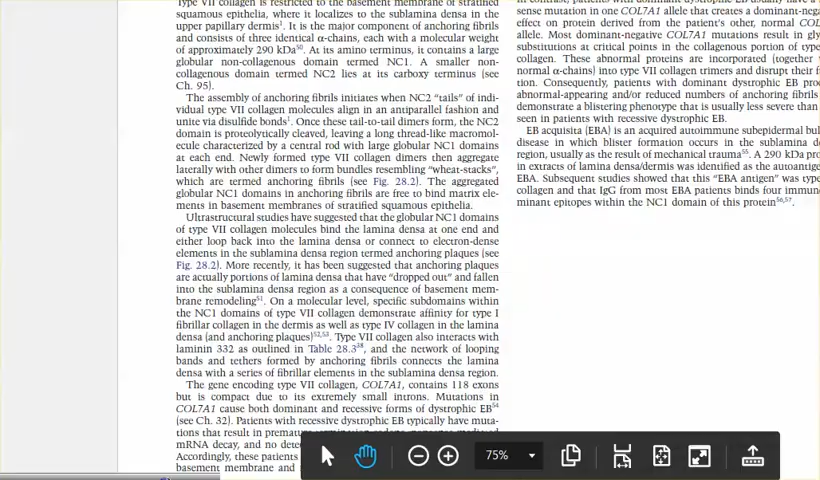 Type VII collagen is restricted to the basement membrane of stratified
squamous epithelia, where it localizes to the sublamina densa in the
upper papillary dermis¹. It is the major component of anchoring fibrils
and consists of three identical α-chains, each with a molecular weight
of approximately 290 kDa⁵⁰. At its amino terminus, it contains a large
globular non-collagenous domain termed NC1. A smaller non-
collagenous domain termed NC2 lies at its carboxy terminus (see
Ch. 95).
The assembly of anchoring fibrils initiates when NC2 “tails” of indi-
vidual type VII collagen molecules align in an antiparallel fashion and
unite via disulfide bonds¹. Once these tail-to-tail dimers form, the NC2
domain is proteolytically cleaved, leaving a long thread-like macromol-
ecule characterized by a central rod with large globular NC1 domains
at each end. Newly formed type VII collagen dimers then aggregate
laterally with other dimers to form bundles resembling “wheat-stacks”,
which are termed anchoring fibrils (see Fig. 28.2). The aggregated
globular NC1 domains in anchoring fibrils are free to bind matrix ele-
ments in basement membranes of stratified squamous epithelia.
Ultrastructural studies have suggested that the globular NC1 domains
of type VII collagen molecules bind the lamina densa at one end and
either loop back into the lamina densa or connect to electron-dense
elements in the sublamina densa region termed anchoring plaques (see
Fig. 28.2). More recently, it has been suggested that anchoring plaques
are actually portions of lamina densa that have “dropped out” and fallen
into the sublamina densa region as a consequence of basement mem-
brane remodeling⁵¹. On a molecular level, specific subdomains within
the NC1 domains of type VII collagen demonstrate affinity for type I
fibrillar collagen in the dermis as well as type IV collagen in the lamina
densa (and anchoring plaques)⁵²,⁵³. Type VII collagen also interacts with
laminin 332 as outlined in Table 28.3³⁸, and the network of looping
bands and tethers formed by anchoring fibrils connects the lamina
densa with a series of fibrillar elements in the sublamina densa region.
The gene encoding type VII collagen, COL7A1, contains 118 exons
but is compact due to its extremely small introns. Mutations in
COL7A1 cause both dominant and recessive forms of dystrophic EB⁵⁴
(see Ch. 32). Patients with recessive dystrophic EB typically have muta-
tions that result in premature
mRNA decay, and no dete
Accordingly, these patients
basement membrane and
sense mutation in one COL7A1 allele that creates a dominant-nega
effect on protein derived from the patient's other, normal COL
allele. Most dominant-negative COL7A1 mutations result in gly
substitutions at critical points in the collagenous portion of type
collagen. These abnormal proteins are incorporated (together
normal α-chains) into type VII collagen trimers and disrupt their f
tion. Consequently, patients with dominant dystrophic EB pro
abnormal-appearing and/or reduced numbers of anchoring fibrils
demonstrate a blistering phenotype that is usually less severe than
seen in patients with recessive dystrophic EB.
EB acquisita (EBA) is an acquired autoimmune subepidermal bul
disease in which blister formation occurs in the sublamina de
region, usually as the result of mechanical trauma⁵⁵. A 290 kDa pro
in extracts of lamina densa/dermis was identified as the autoantige
EBA. Subsequent studies showed that this “EBA antigen” was type
collagen and that IgG from most EBA patients binds four immuno
minant epitopes within the NC1 domain of this protein⁵⁶,⁵⁷.
75%